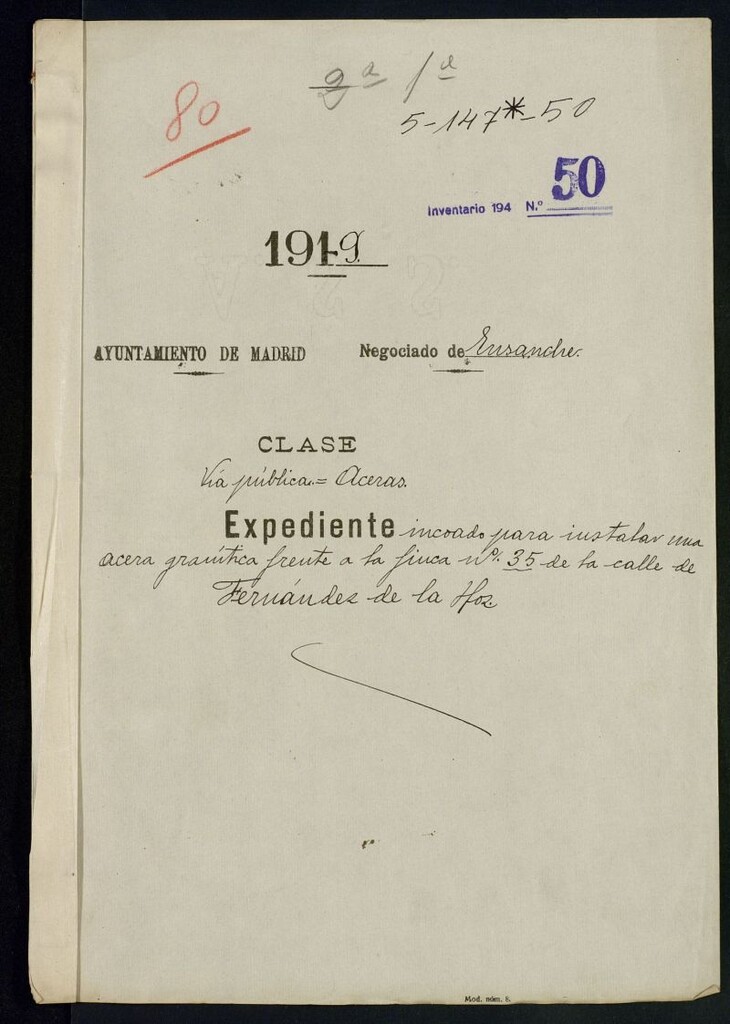 80
2ª 1ª
5-147*-50
Inventario 194 N.º 50
1919.
AYUNTAMIENTO DE MADRID
Negociado de Ensanche.
CLASE
Vía pública.= Aceras.
Expediente incoado para instalar una
acera granítica frente a la finca nº. 35 de la calle de
Fernández de la Hoz
Mod. núm. 8.